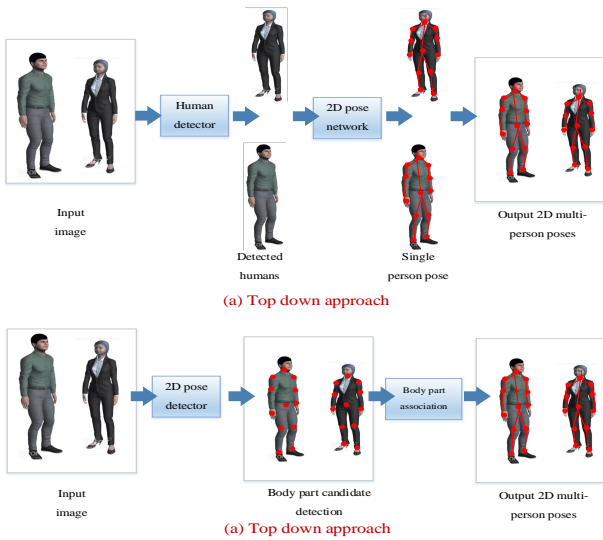 Human
detector
2D pose
network
Input
image
Detected
humans
Single
person pose
Output 2D multi-
person poses
(a) Top down approach
2D pose
detector
Body part
association
Input
image
Body part candidate
detection
Output 2D multi-
person poses
(a) Top down approach